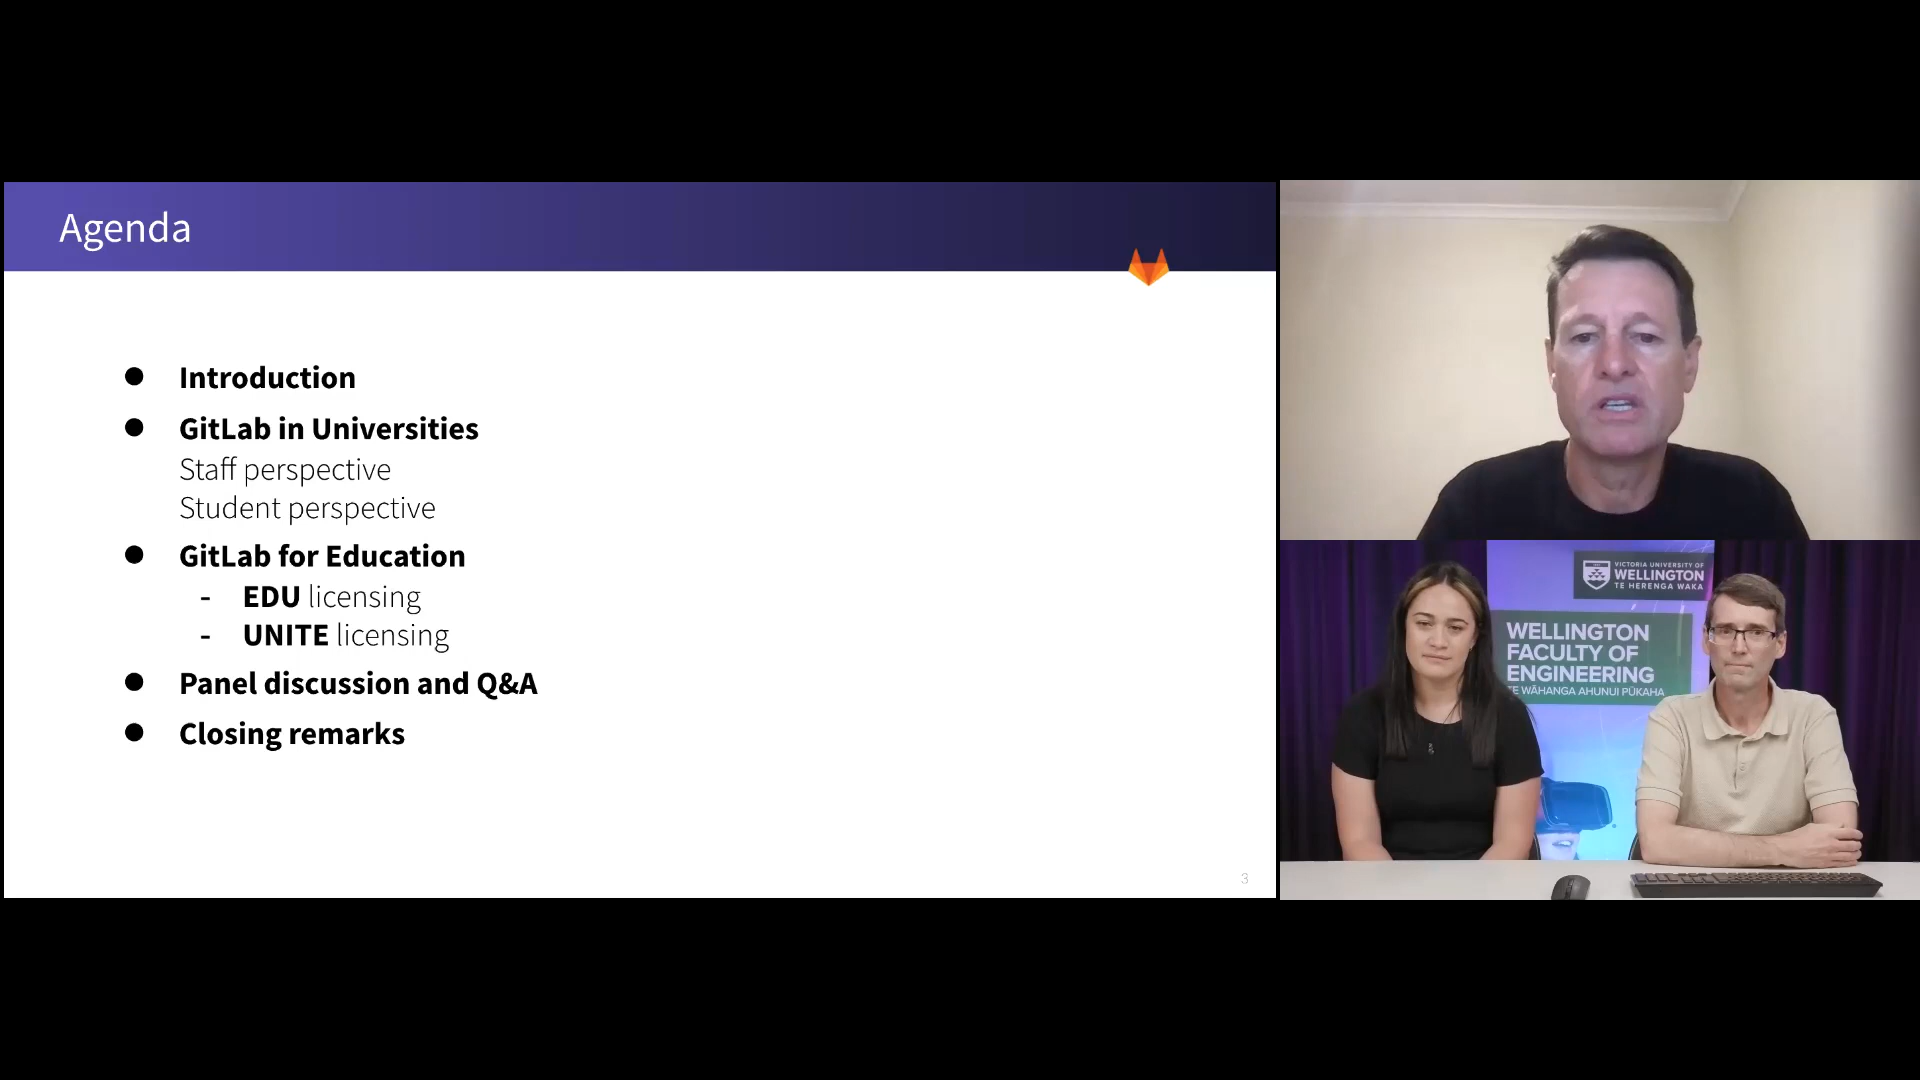 Agenda
● Introduction
● GitLab in Universities
Staff perspective
Student perspective
● GitLab for Education
- EDU licensing
- UNITE licensing
● Panel discussion and Q&A
● Closing remarks
3
VICTORIA UNIVERSITY OF
WELLINGTON
TE HERENGA WAKA
WELLINGTON
FACULTY OF
ENGINEERING
TE WĀHANGA AHUNUI PŪKAHA